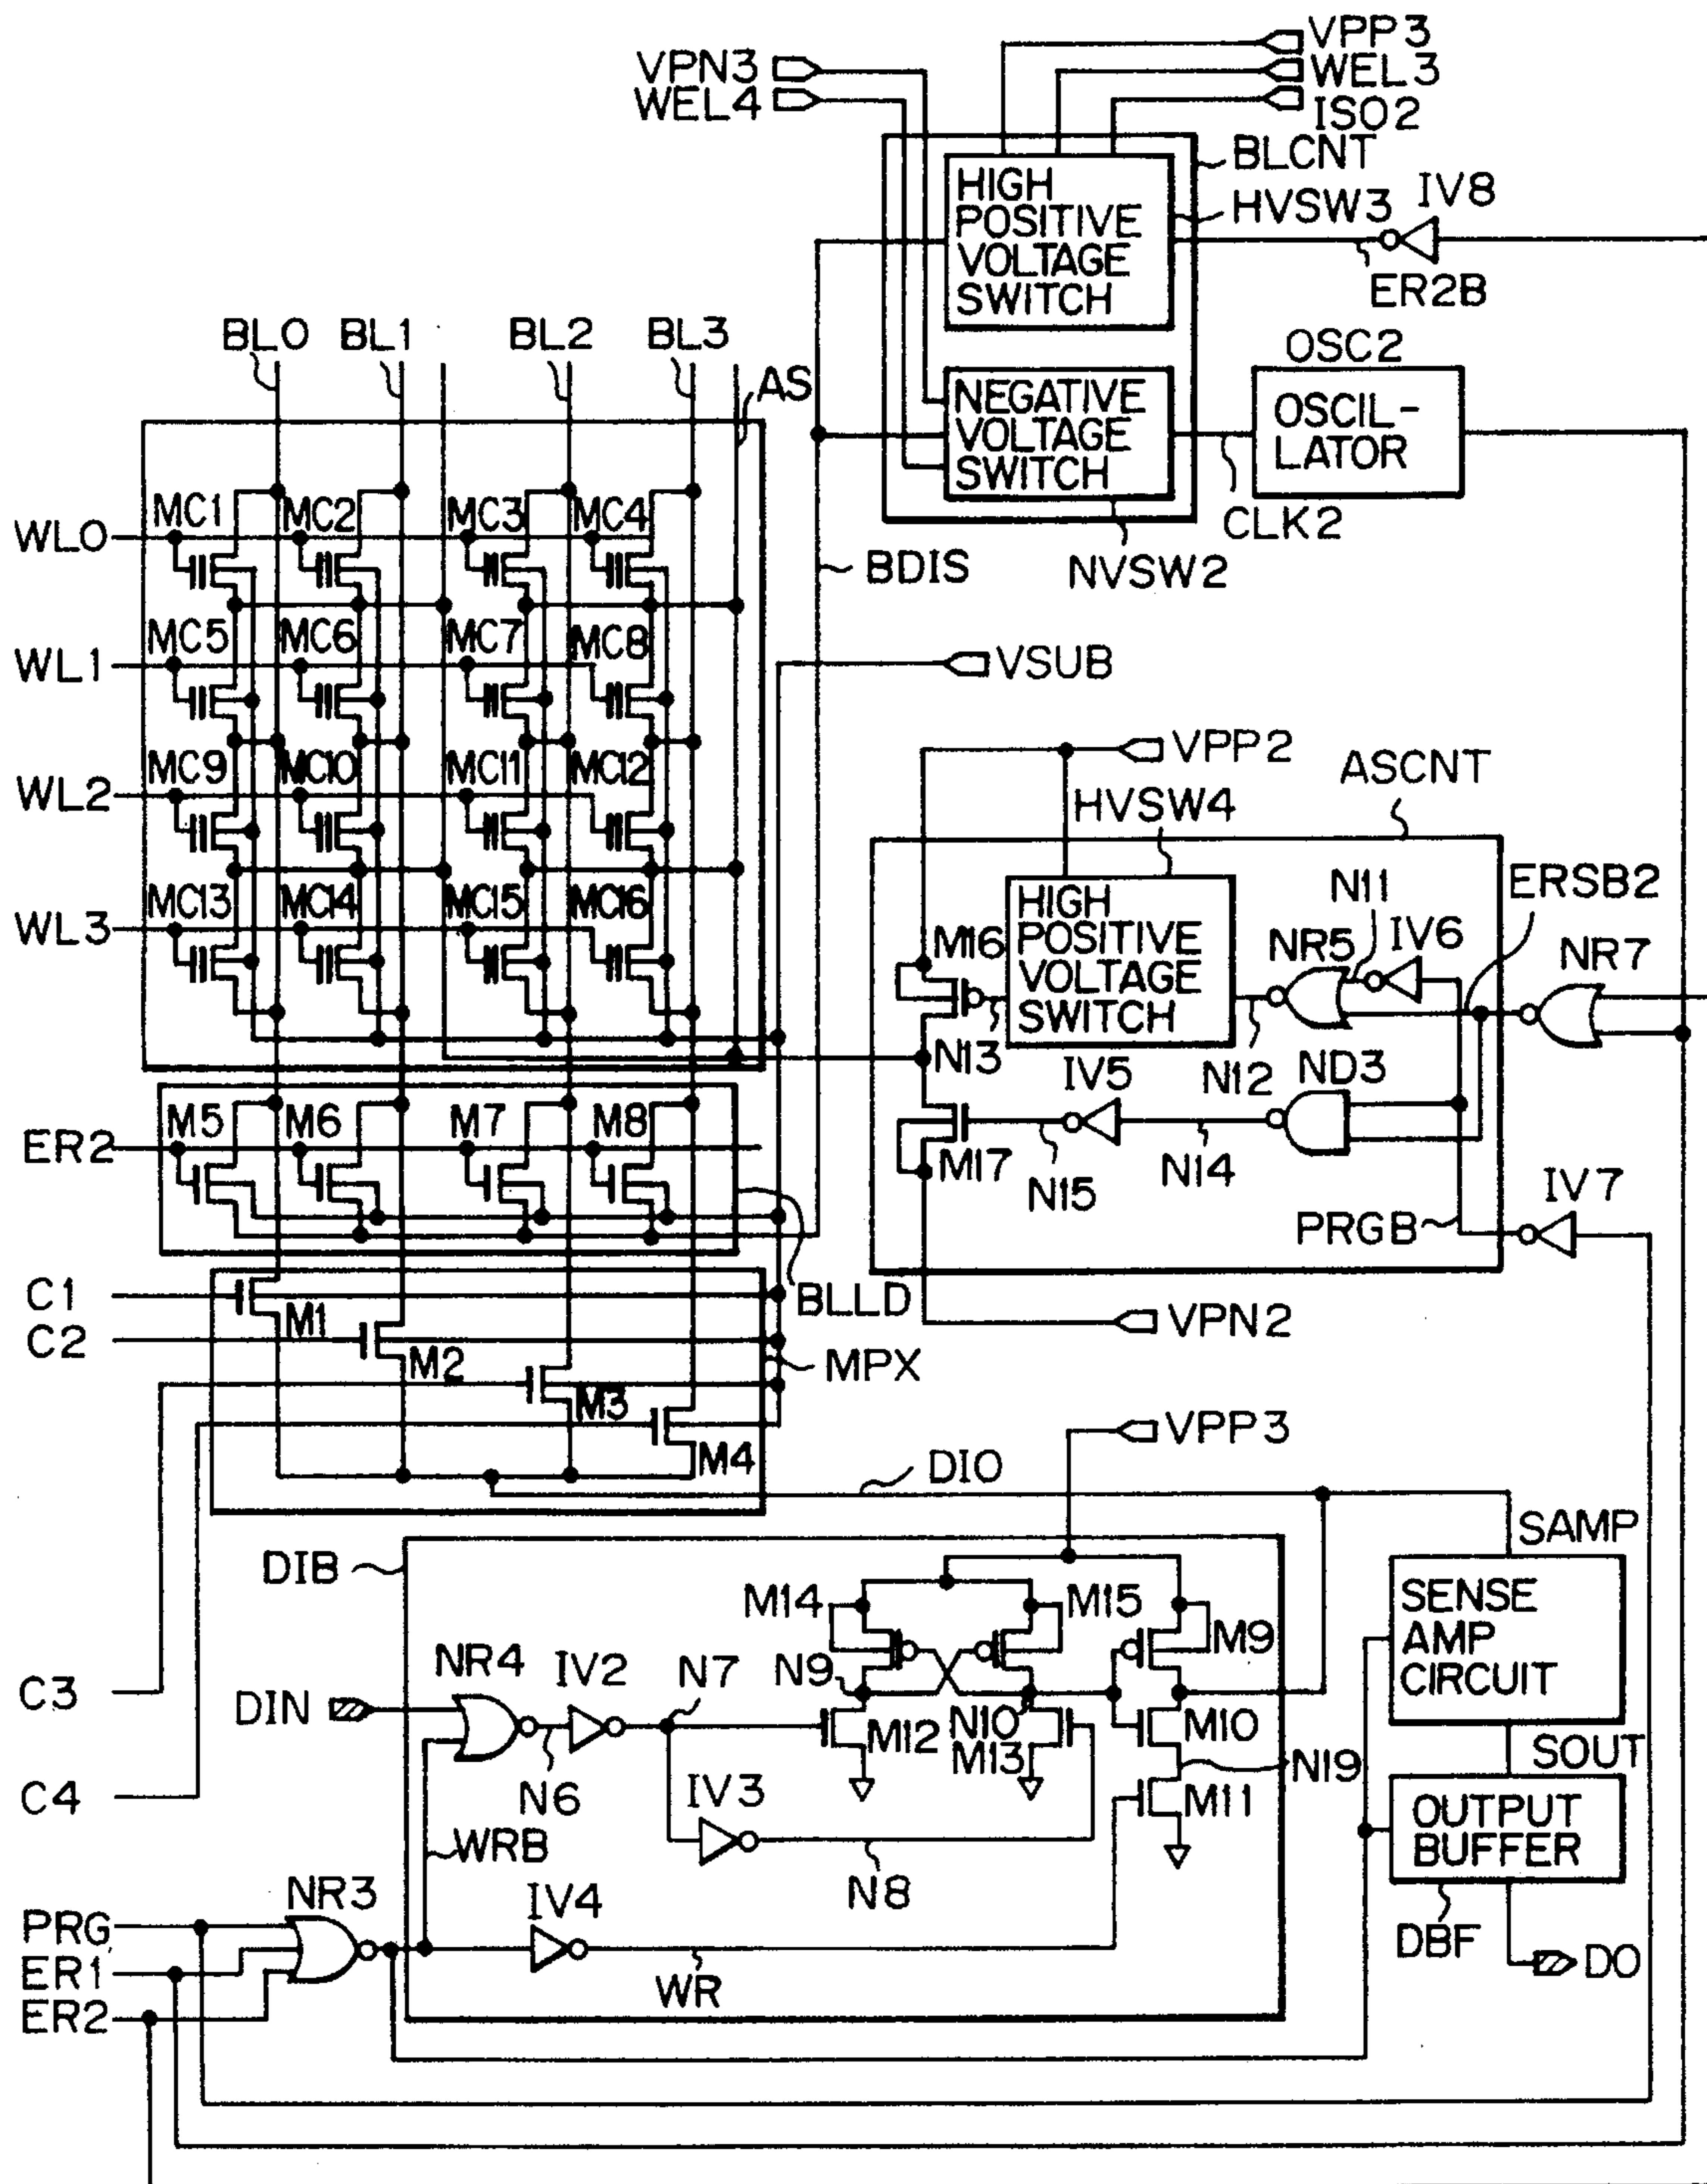 VPP3
VPN3
WEL3
WEL4
ISO2
BLCNT
HIGH
POSITIVE
VOLTAGE
SWITCH
HVSW3
IV8
ER2B
BL0
BL1
BL2
BL3
AS
OSC2
NEGATIVE
VOLTAGE
SWITCH
OSCIL-
LATOR
CLK2
NVSW2
BDIS
MC1
MC2
MC3
MC4
WL0
MC5
MC6
MC7
MC8
WL1
VSUB
MC9
MC10
MC11
MC12
WL2
VPP2
ASCNT
HVSW4
MC13
MC14
MC15
MC16
WL3
M16
HIGH
POSITIVE
VOLTAGE
SWITCH
N11
ERSB2
NR5
IV6
NR7
N13
IV5
N12
ND3
M5
M6
M7
M8
ER2
M17
N15
N14
IV7
PRGB
C1
M1
BLLD
VPN2
C2
M2
MPX
M3
M4
VPP3
DIO
SAMP
DIB
M14
M15
M9
SENSE
AMP
CIRCUIT
NR4
IV2
N7
N9
C3
DIN
M12
N10
M13
M10
N19
SOUT
C4
N6
IV3
M11
OUTPUT
BUFFER
WRB
N8
NR3
IV4
PRG
ER1
WR
DBF
DO
ER2